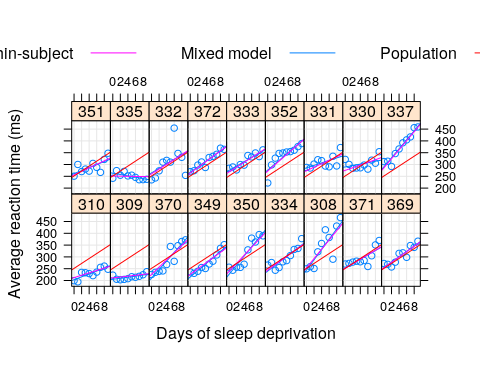 hin-subject Mixed model Population
02468 02468 02468 02468
351 335 332 372 333 352 331 330 337
450
400
350
300
250
200
310 309 370 349 350 334 308 371 369
450
400
350
300
250
200
02468 02468 02468 02468 02468
Average reaction time (ms)
Days of sleep deprivation